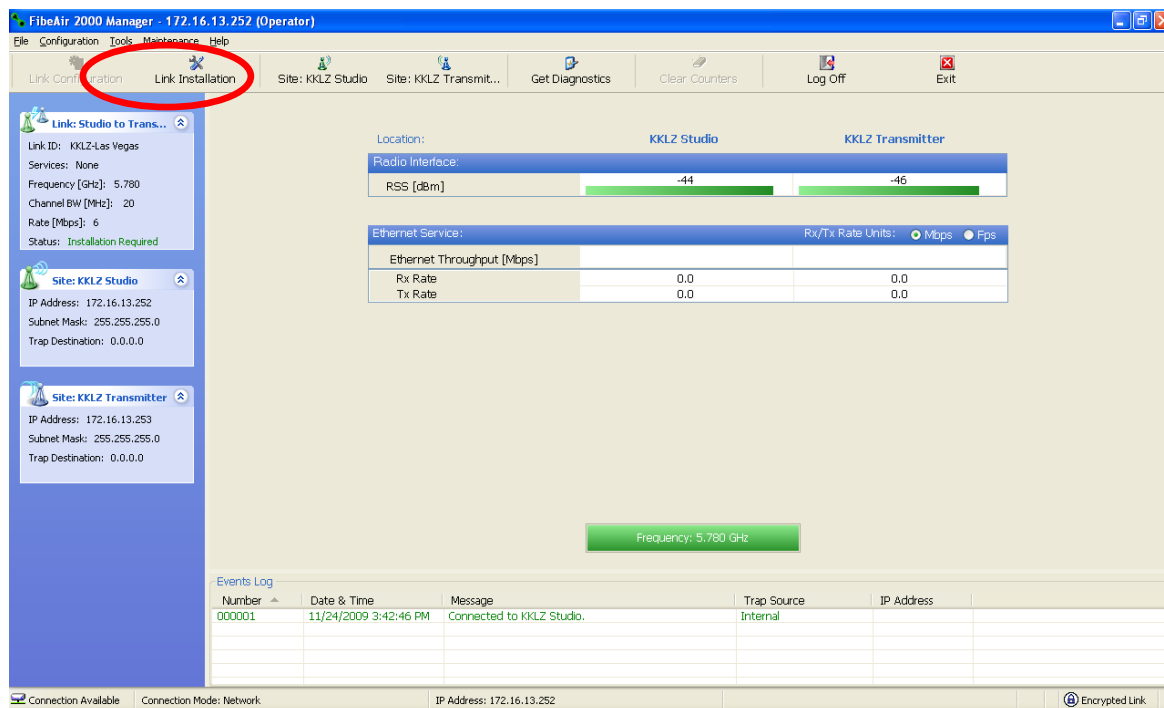 FibeAir 2000 Manager - 172.16.13.252 (Operator)
File Configuration Tools Maintenance Help
Link Configuration Link Installation Site: KKLZ Studio Site: KKLZ Transmit... Get Diagnostics Clear Counters Log Off Exit
Link: Studio to Trans...
Link ID: KKLZ-Las Vegas
Services: None
Frequency [GHz]: 5.780
Channel BW [MHz]: 20
Rate [Mbps]: 6
Status: Installation Required
Site: KKLZ Studio
IP Address: 172.16.13.252
Subnet Mask: 255.255.255.0
Trap Destination: 0.0.0.0
Site: KKLZ Transmitter
IP Address: 172.16.13.253
Subnet Mask: 255.255.255.0
Trap Destination: 0.0.0.0
Location: KKLZ Studio KKLZ Transmitter
Radio Interface:
RSS [dBm] -44 -46
Ethernet Service: Rx/Tx Rate Units: Mbps Fps
Ethernet Throughput [Mbps]
Rx Rate 0.0 0.0
Tx Rate 0.0 0.0
Frequency: 5.780 GHz
Events Log
Number Date & Time Message Trap Source IP Address
000001 11/24/2009 3:42:46 PM Connected to KKLZ Studio. Internal
Connection Available Connection Mode: Network IP Address: 172.16.13.252 Encrypted Link